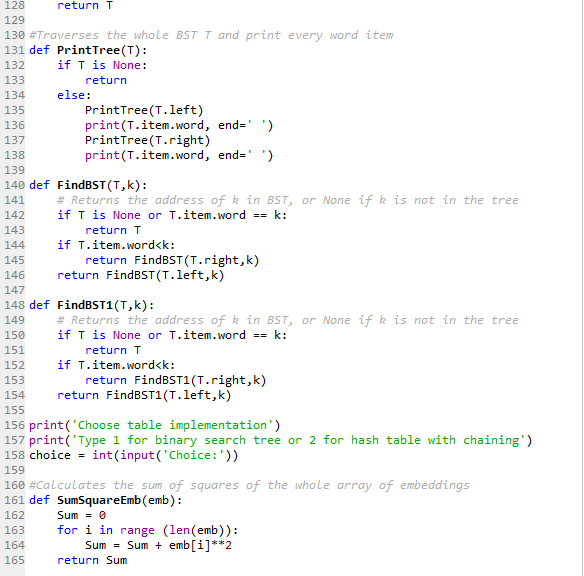 128     return T
129
130 #Traverses the whole BST T and print every word item
131 def PrintTree(T):
132     if T is None:
133         return
134     else:
135         PrintTree(T.left)
136         print(T.item.word, end=' ')
137         PrintTree(T.right)
138         print(T.item.word, end=' ')
139
140 def FindBST(T,k):
141     # Returns the address of k in BST, or None if k is not in the tree
142     if T is None or T.item.word == k:
143         return T
144     if T.item.word<k:
145         return FindBST(T.right,k)
146     return FindBST(T.left,k)
147
148 def FindBST1(T,k):
149     # Returns the address of k in BST, or None if k is not in the tree
150     if T is None or T.item.word == k:
151         return T
152     if T.item.word<k:
153         return FindBST1(T.right,k)
154     return FindBST1(T.left,k)
155
156 print('Choose table implementation')
157 print('Type 1 for binary search tree or 2 for hash table with chaining')
158 choice = int(input('Choice:'))
159
160 #Calculates the sum of squares of the whole array of embeddings
161 def SumSquareEmb(emb):
162     Sum = 0
163     for i in range (len(emb)):
164         Sum = Sum + emb[i]**2
165     return Sum